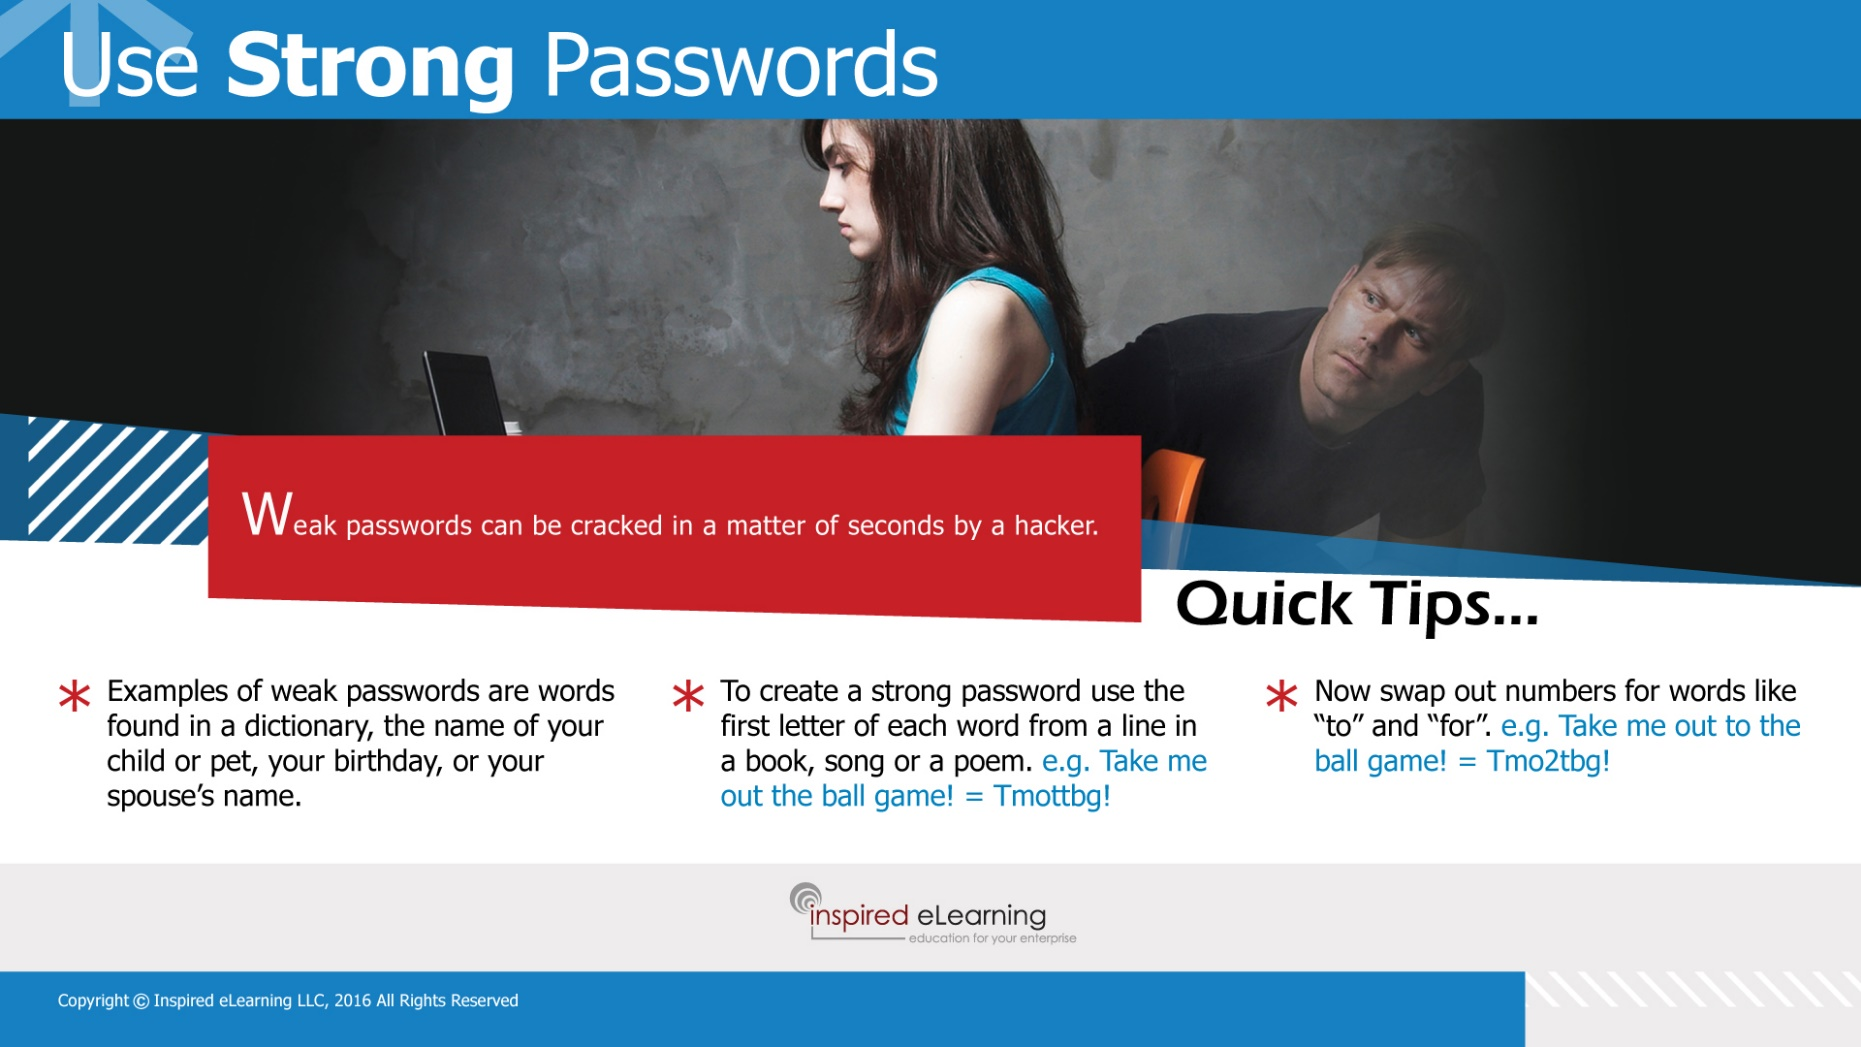 Use Strong Passwords
Weak passwords can be cracked in a matter of seconds by a hacker.
Quick Tips...
* Examples of weak passwords are words
found in a dictionary, the name of your
child or pet, your birthday, or your
spouse’s name.
* To create a strong password use the
first letter of each word from a line in
a book, song or a poem. e.g. Take me
out the ball game! = Tmottbg!
* Now swap out numbers for words like
“to” and “for”. e.g. Take me out to the
ball game! = Tmo2tbg!
inspired eLearning
education for your enterprise
Copyright © Inspired eLearning LLC, 2016 All Rights Reserved